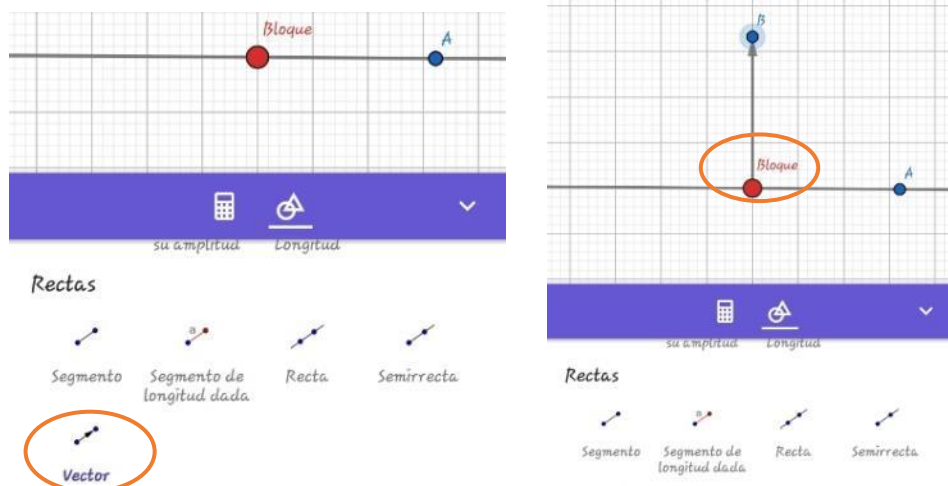 Bloque
A
su amplitud Longitud
Rectas
Segmento Segmento de Recta Semirrecta
longitud dada
Vector
B
Bloque
A
su amplitud Longitud
Rectas
Segmento Segmento de Recta Semirrecta
longitud dada